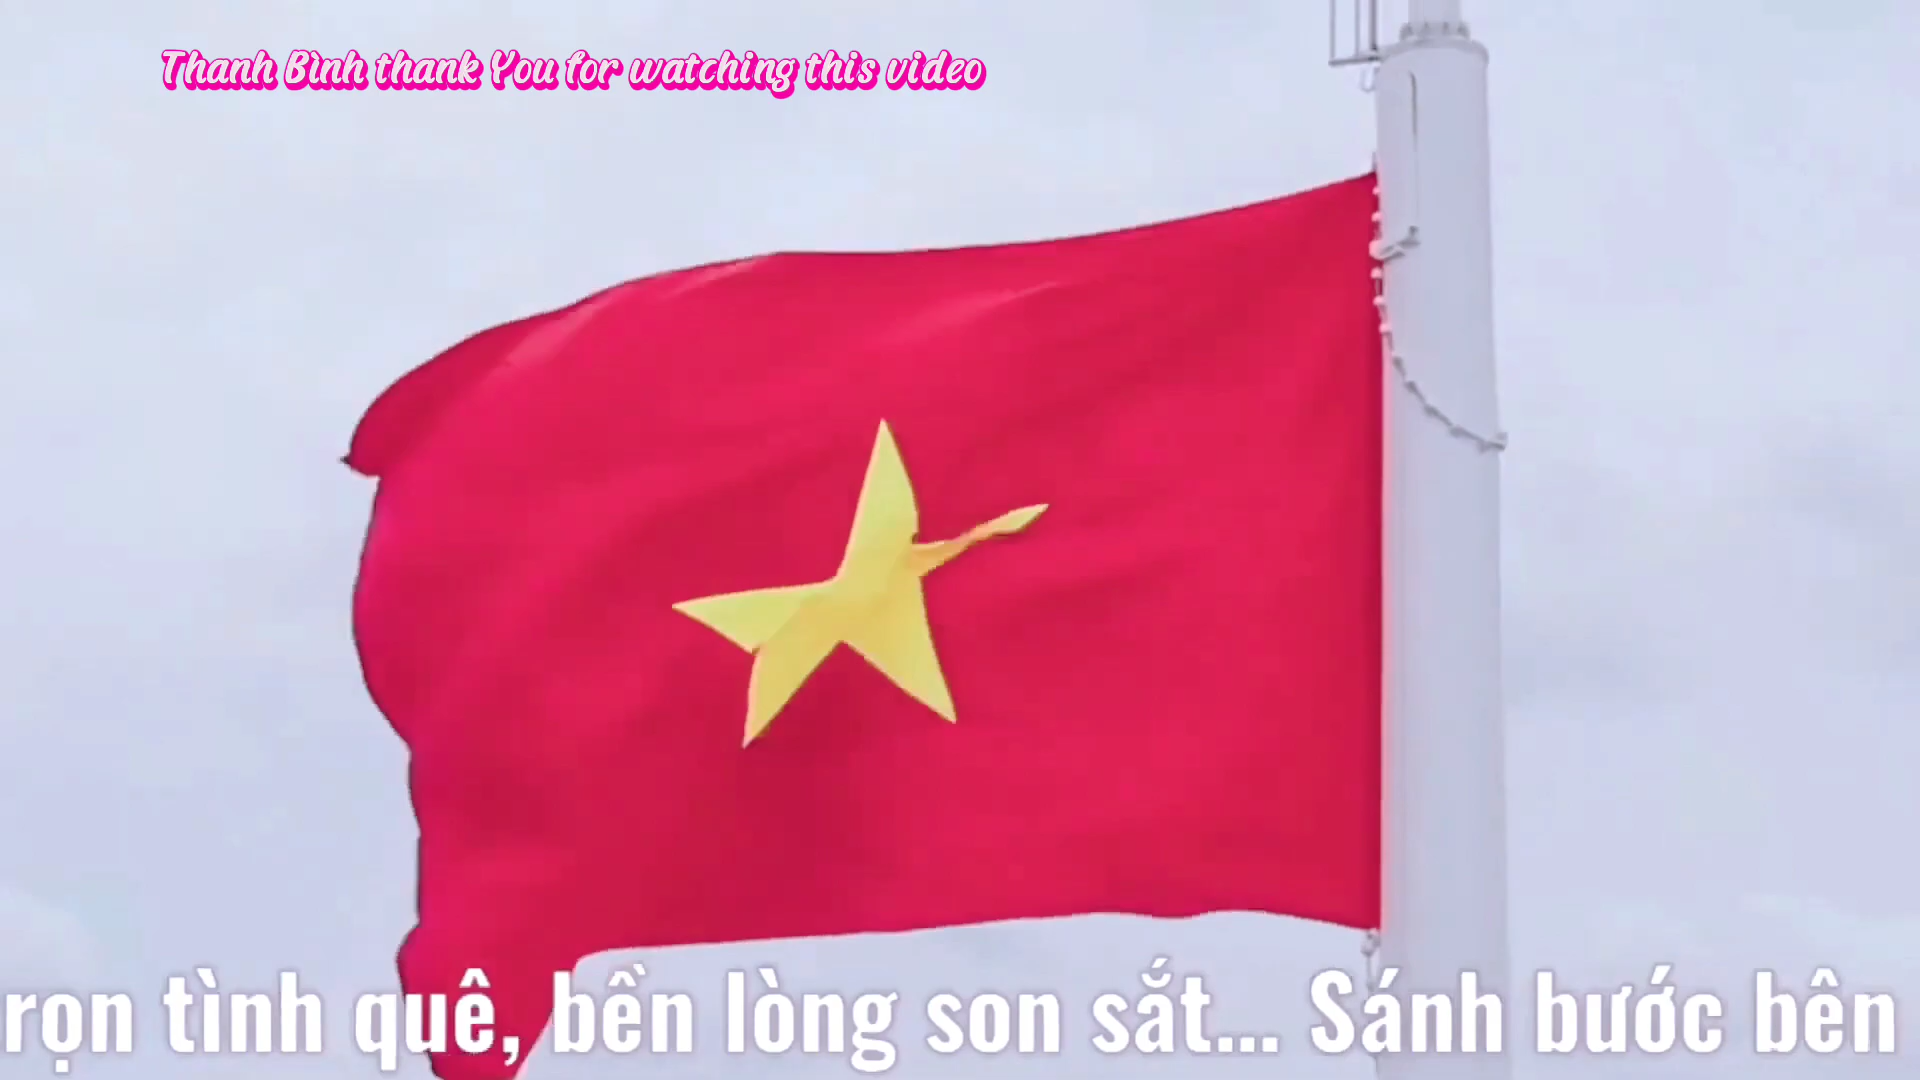 Thanh Bình thank You for watching this video
rọn tình quê, bền lòng son sắt... Sánh bước bên